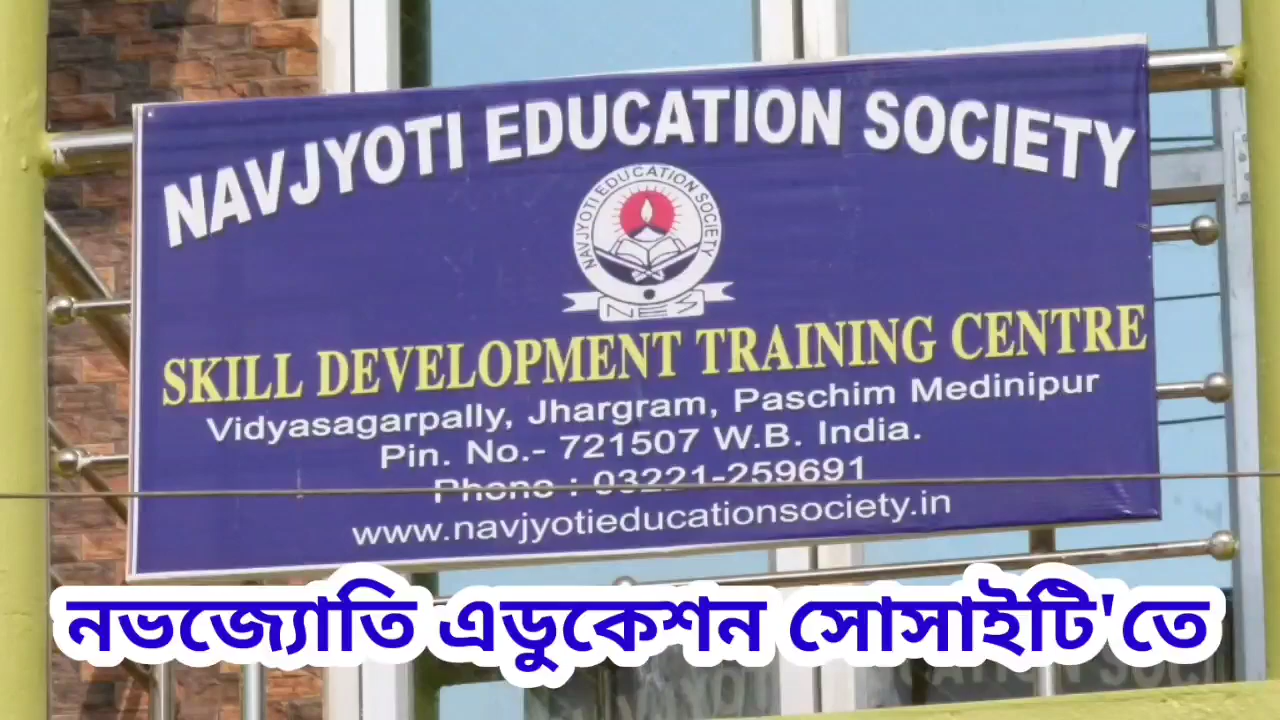 NAVJYOTI EDUCATION SOCIETY
NAVJYOTI EDUCATION SOCIETY
NES
SKILL DEVELOPMENT TRAINING CENTRE
Vidyasagarpally, Jhargram, Paschim Medinipur
Pin. No.- 721507 W.B. India.
Phone : 03221-259691
www.navjyotieducationsociety.in
নভজ্যোতি এডুকেশন সোসাইটি'তে